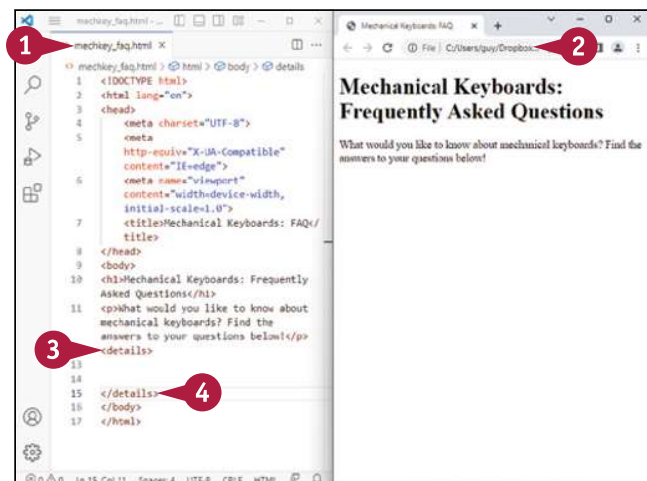 mechkey_faq.html - ...
1
mechkey_faq.html ×
mechkey_faq.html > html > body > details
1 <!DOCTYPE html>
2 <html lang="en">
3 <head>
4 <meta charset="UTF-8">
5 <meta
http-equiv="X-UA-Compatible"
content="IE=edge">
6 <meta name="viewport"
content="width=device-width,
initial-scale=1.0">
7 <title>Mechanical Keyboards: FAQ</
title>
8 </head>
9 <body>
10 <h1>Mechanical Keyboards: Frequently
Asked Questions</h1>
11 <p>What would you like to know about
mechanical keyboards? Find the
answers to your questions below!</p>
3 <details>
13
14
15 </details> 4
16 </body>
17 </html>
0 0 Ln 15, Col 11 Spaces: 4 UTF-8 CRLF HTML
Mechanical Keyboards: FAQ × +
File | C:/Users/guy/Dropbox... 2
Mechanical Keyboards:
Frequently Asked Questions
What would you like to know about mechanical keyboards? Find the
answers to your questions below!